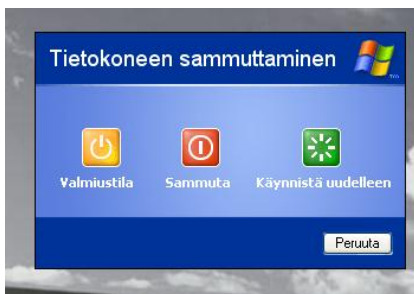 Tietokoneen sammuttaminen
Valmiustila Sammuta Käynnistä uudelleen
Peruuta